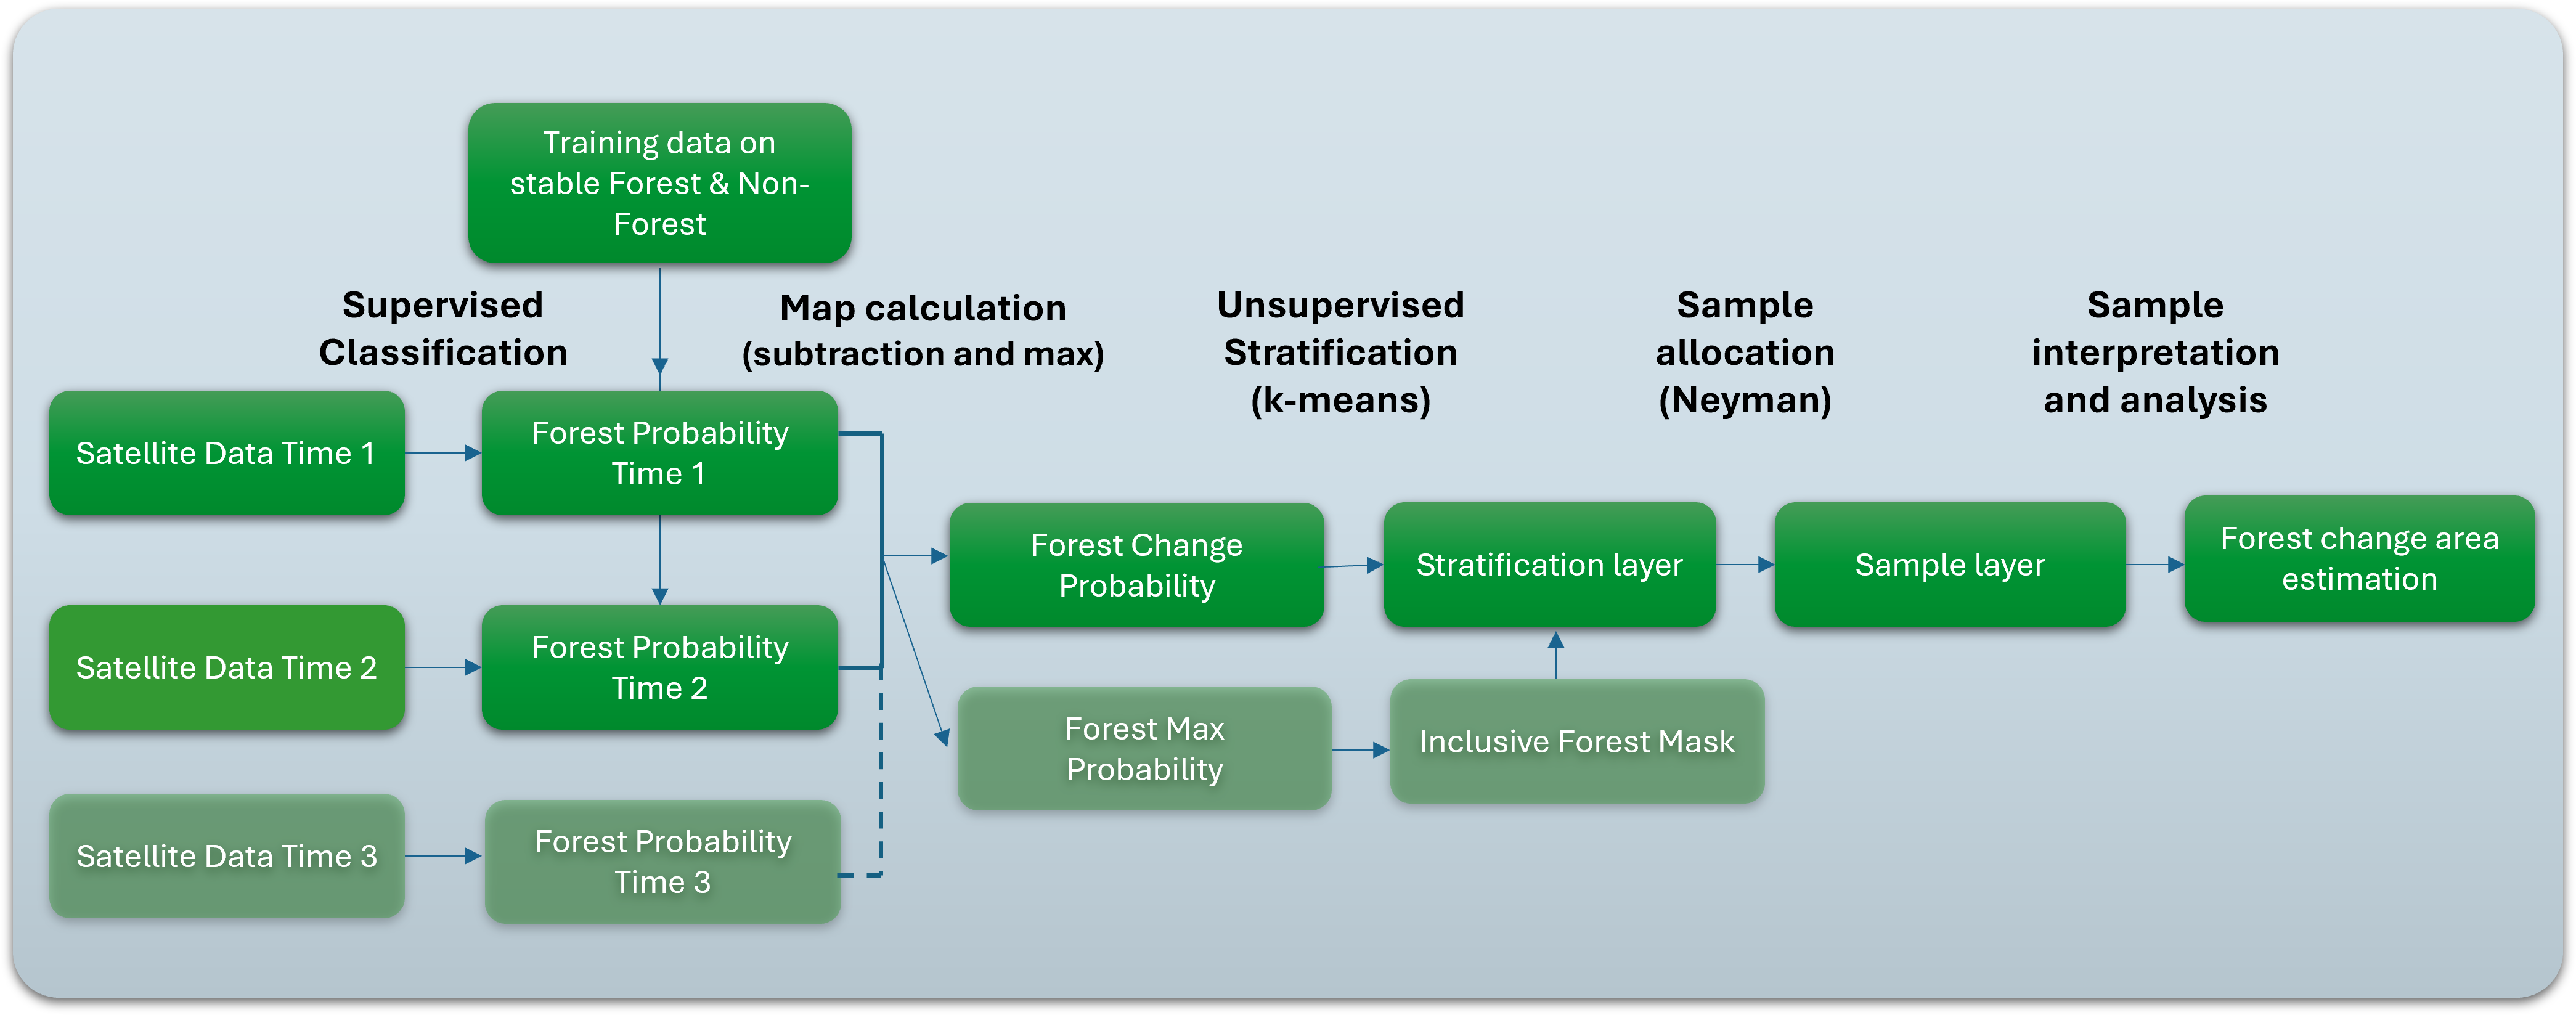 Training data on
stable Forest & Non-
Forest
Supervised
Classification
Map calculation
(subtraction and max)
Unsupervised
Stratification
(k-means)
Sample
allocation
(Neyman)
Sample
interpretation
and analysis
Satellite Data Time 1
Forest Probability
Time 1
Forest Change
Probability
Stratification layer
Sample layer
Forest change area
estimation
Satellite Data Time 2
Forest Probability
Time 2
Forest Max
Probability
Inclusive Forest Mask
Satellite Data Time 3
Forest Probability
Time 3